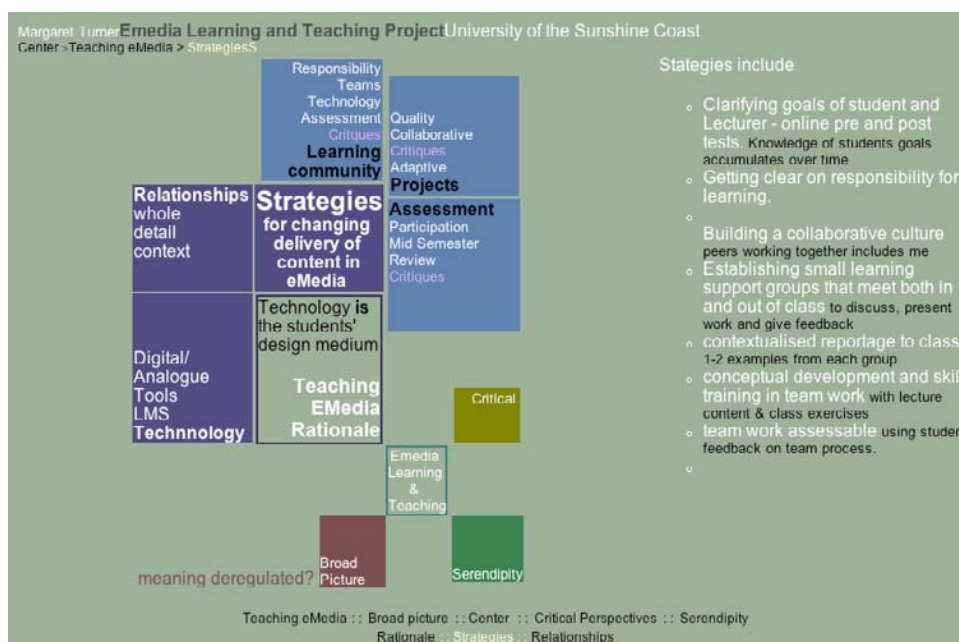 Margaret Turner Emedia Learning and Teaching Project University of the Sunshine Coast
Center > Teaching eMedia > StrategiesS
Responsibility
Teams
Technology
Assessment
Critques
Learning
community
Quality
Collaborative
Critiques
Adaptive
Projects
Relationships
whole
detail
context
Strategies
for changing
delivery of
content in
eMedia
Assessment
Participation
Mid Semester
Review
Critiques
Digital/
Analogue
Tools
LMS
Technnology
Technology is
the students'
design medium
Teaching
EMedia
Rationale
Critical
Emedia
Learning
&
Teaching
meaning deregulated?
Broad
Picture
Serendipity
Stategies include
Clarifying goals of student and
Lecturer - online pre and post
tests. Knowledge of students goals
accumulates over time
Getting clear on responsibility for
learning.
Building a collaborative culture
peers working together includes me
Establishing small learning
support groups that meet both in
and out of class to discuss, present
work and give feedback
contextualised reportage to class
1-2 examples from each group
conceptual development and skil
training in team work with lecture
content & class exercises
team work assessable using studen
feedback on team process.
Teaching eMedia :: Broad picture :: Center :: Critical Perspectives :: Serendipity
Rationale :: Strategies :: Relationships